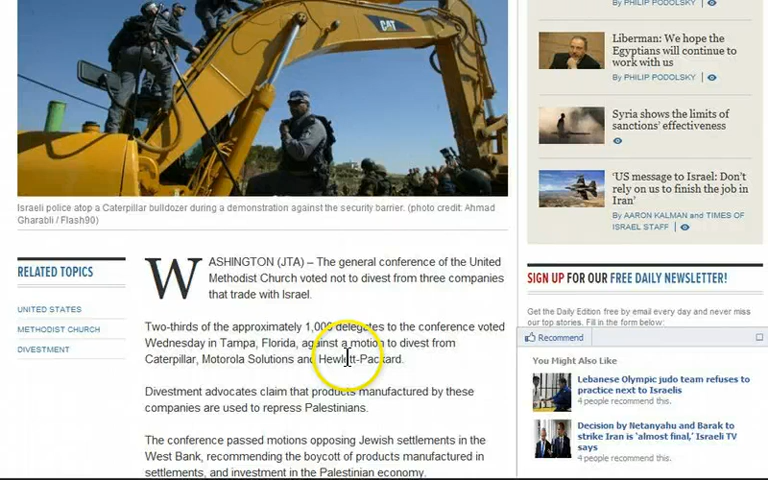 CAT
Israeli police atop a Caterpillar bulldozer during a demonstration against the security barrier. (photo credit: Ahmad
Gharabli / Flash90)
RELATED TOPICS
UNITED STATES
METHODIST CHURCH
DIVESTMENT
WASHINGTON (JTA) – The general conference of the United
Methodist Church voted not to divest from three companies
that trade with Israel.
Two-thirds of the approximately 1,000 delegates to the conference voted
Wednesday in Tampa, Florida, against a motion to divest from
Caterpillar, Motorola Solutions and Hewlett-Packard.
Divestment advocates claim that products manufactured by these
companies are used to repress Palestinians.
The conference passed motions opposing Jewish settlements in the
West Bank, recommending the boycott of products manufactured in
settlements, and investment in the Palestinian economy.
By PHILIP PODOLSKY
Liberman: We hope the
Egyptians will continue to
work with us
By PHILIP PODOLSKY
Syria shows the limits of
sanctions' effectiveness
'US message to Israel: Don't
rely on us to finish the job in
Iran'
By AARON KALMAN and TIMES OF
ISRAEL STAFF
SIGN UP FOR OUR FREE DAILY NEWSLETTER!
Get the Daily Edition free by email every day and never miss
our top stories. Fill in the form below:
Recommend
You Might Also Like
Lebanese Olympic judo team refuses to
practice next to Israelis
4 people recommend this.
Decision by Netanyahu and Barak to
strike Iran is 'almost final,' Israeli TV
says
4 people recommend this.